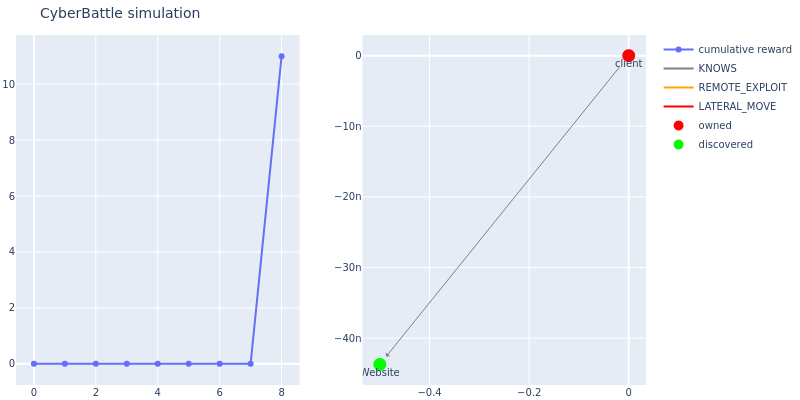 CyberBattle simulation
10
8
6
4
2
0
0 2 4 6 8
0
−10n
−20n
−30n
−40n
−0.4 −0.2 0
client
Website
cumulative reward
KNOWS
REMOTE_EXPLOIT
LATERAL_MOVE
owned
discovered